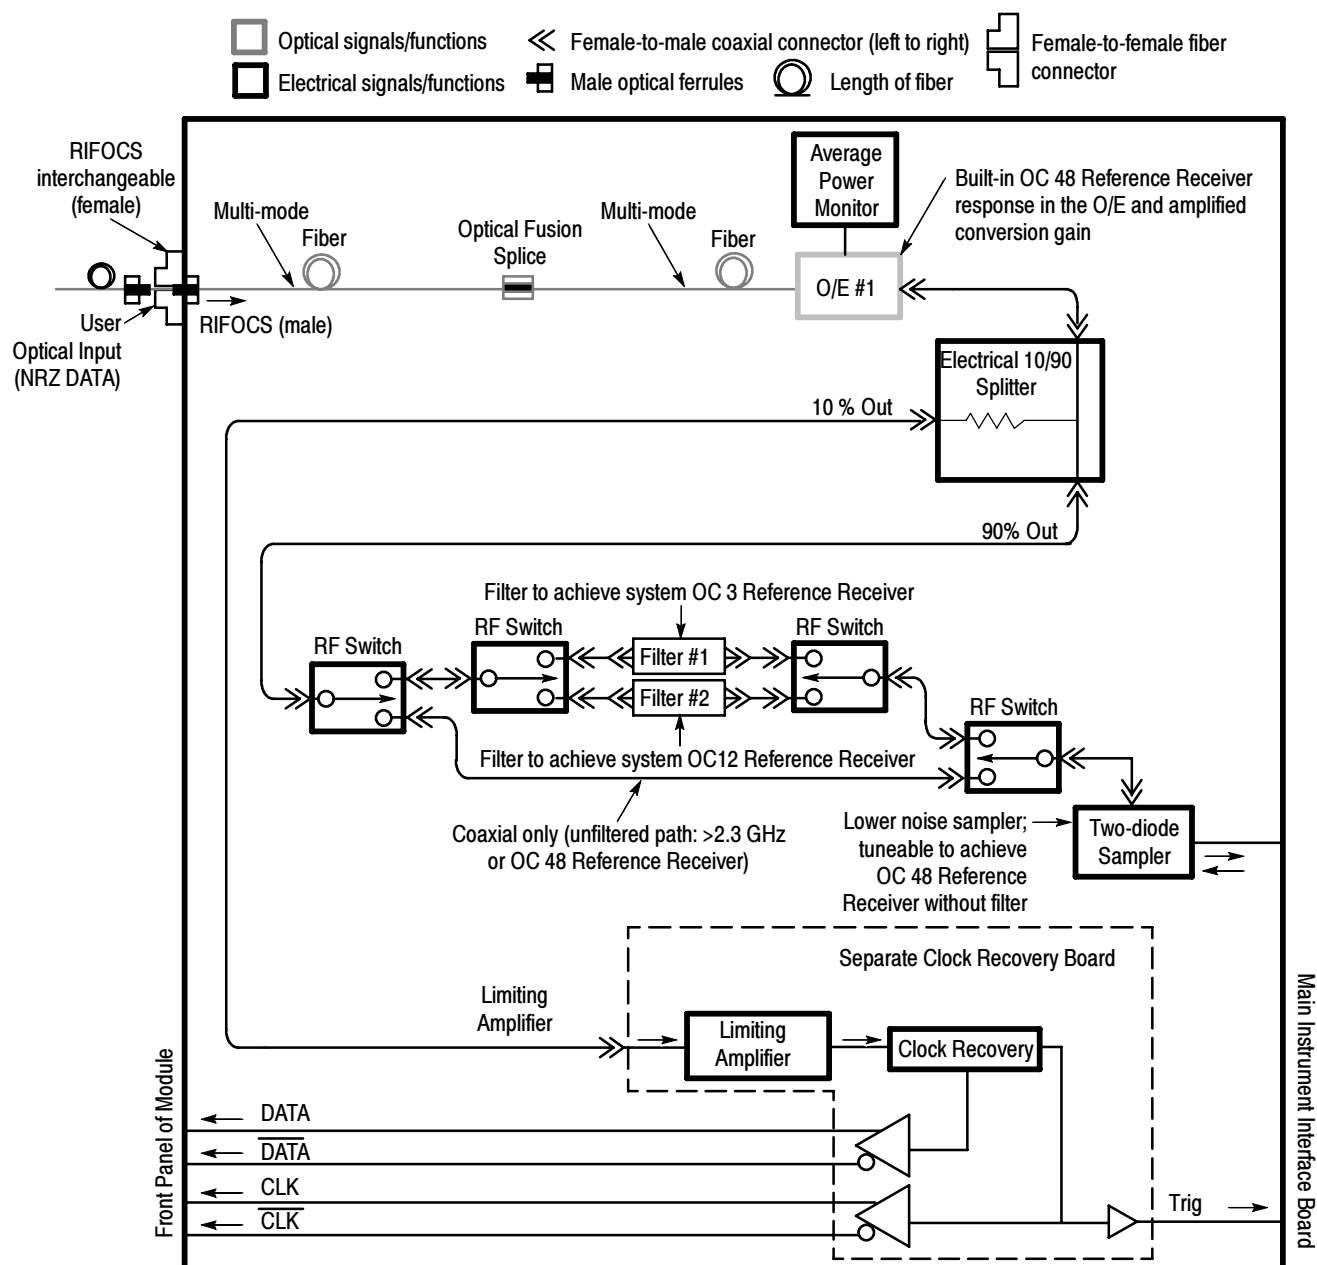 Optical signals/functions
Electrical signals/functions
Female-to-male coaxial connector (left to right)
Male optical ferrules
Length of fiber
Female-to-female fiber
connector
RIFOCS
interchangeable
(female)
Multi-mode
Fiber
Optical Fusion
Splice
Multi-mode
Fiber
Average
Power
Monitor
Built-in OC 48 Reference Receiver
response in the O/E and amplified
conversion gain
O/E #1
User
Optical Input
(NRZ DATA)
RIFOCS (male)
Electrical 10/90
Splitter
10 % Out
90% Out
Filter to achieve system OC 3 Reference Receiver
RF Switch
RF Switch
Filter #1
RF Switch
Filter #2
RF Switch
Filter to achieve system OC12 Reference Receiver
Coaxial only (unfiltered path: >2.3 GHz
or OC 48 Reference Receiver)
Lower noise sampler;
tuneable to achieve
OC 48 Reference
Receiver without filter
Two-diode
Sampler
Separate Clock Recovery Board
Limiting
Amplifier
Limiting
Amplifier
Clock Recovery
DATA
DATA
CLK
CLK
Trig
Front Panel of Module
Main Instrument Interface Board